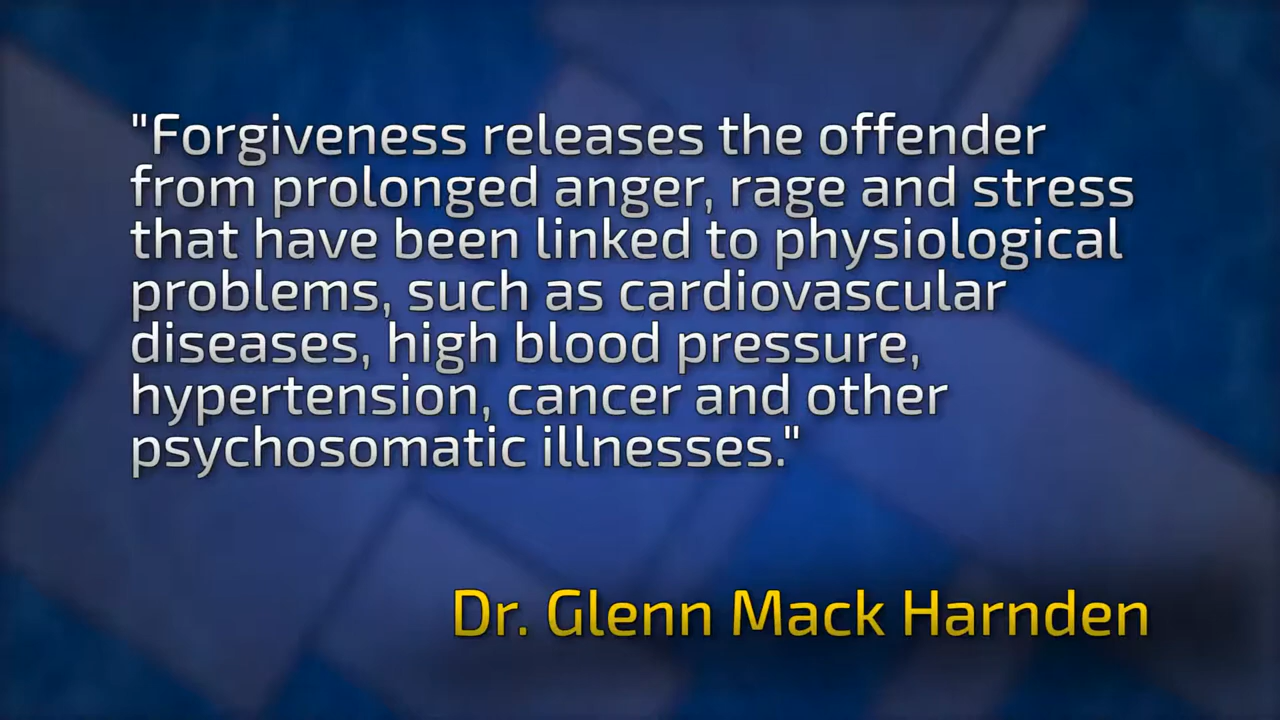 "Forgiveness releases the offender
from prolonged anger, rage and stress
that have been linked to physiological
problems, such as cardiovascular
diseases, high blood pressure,
hypertension, cancer and other
psychosomatic illnesses."
Dr. Glenn Mack Harnden